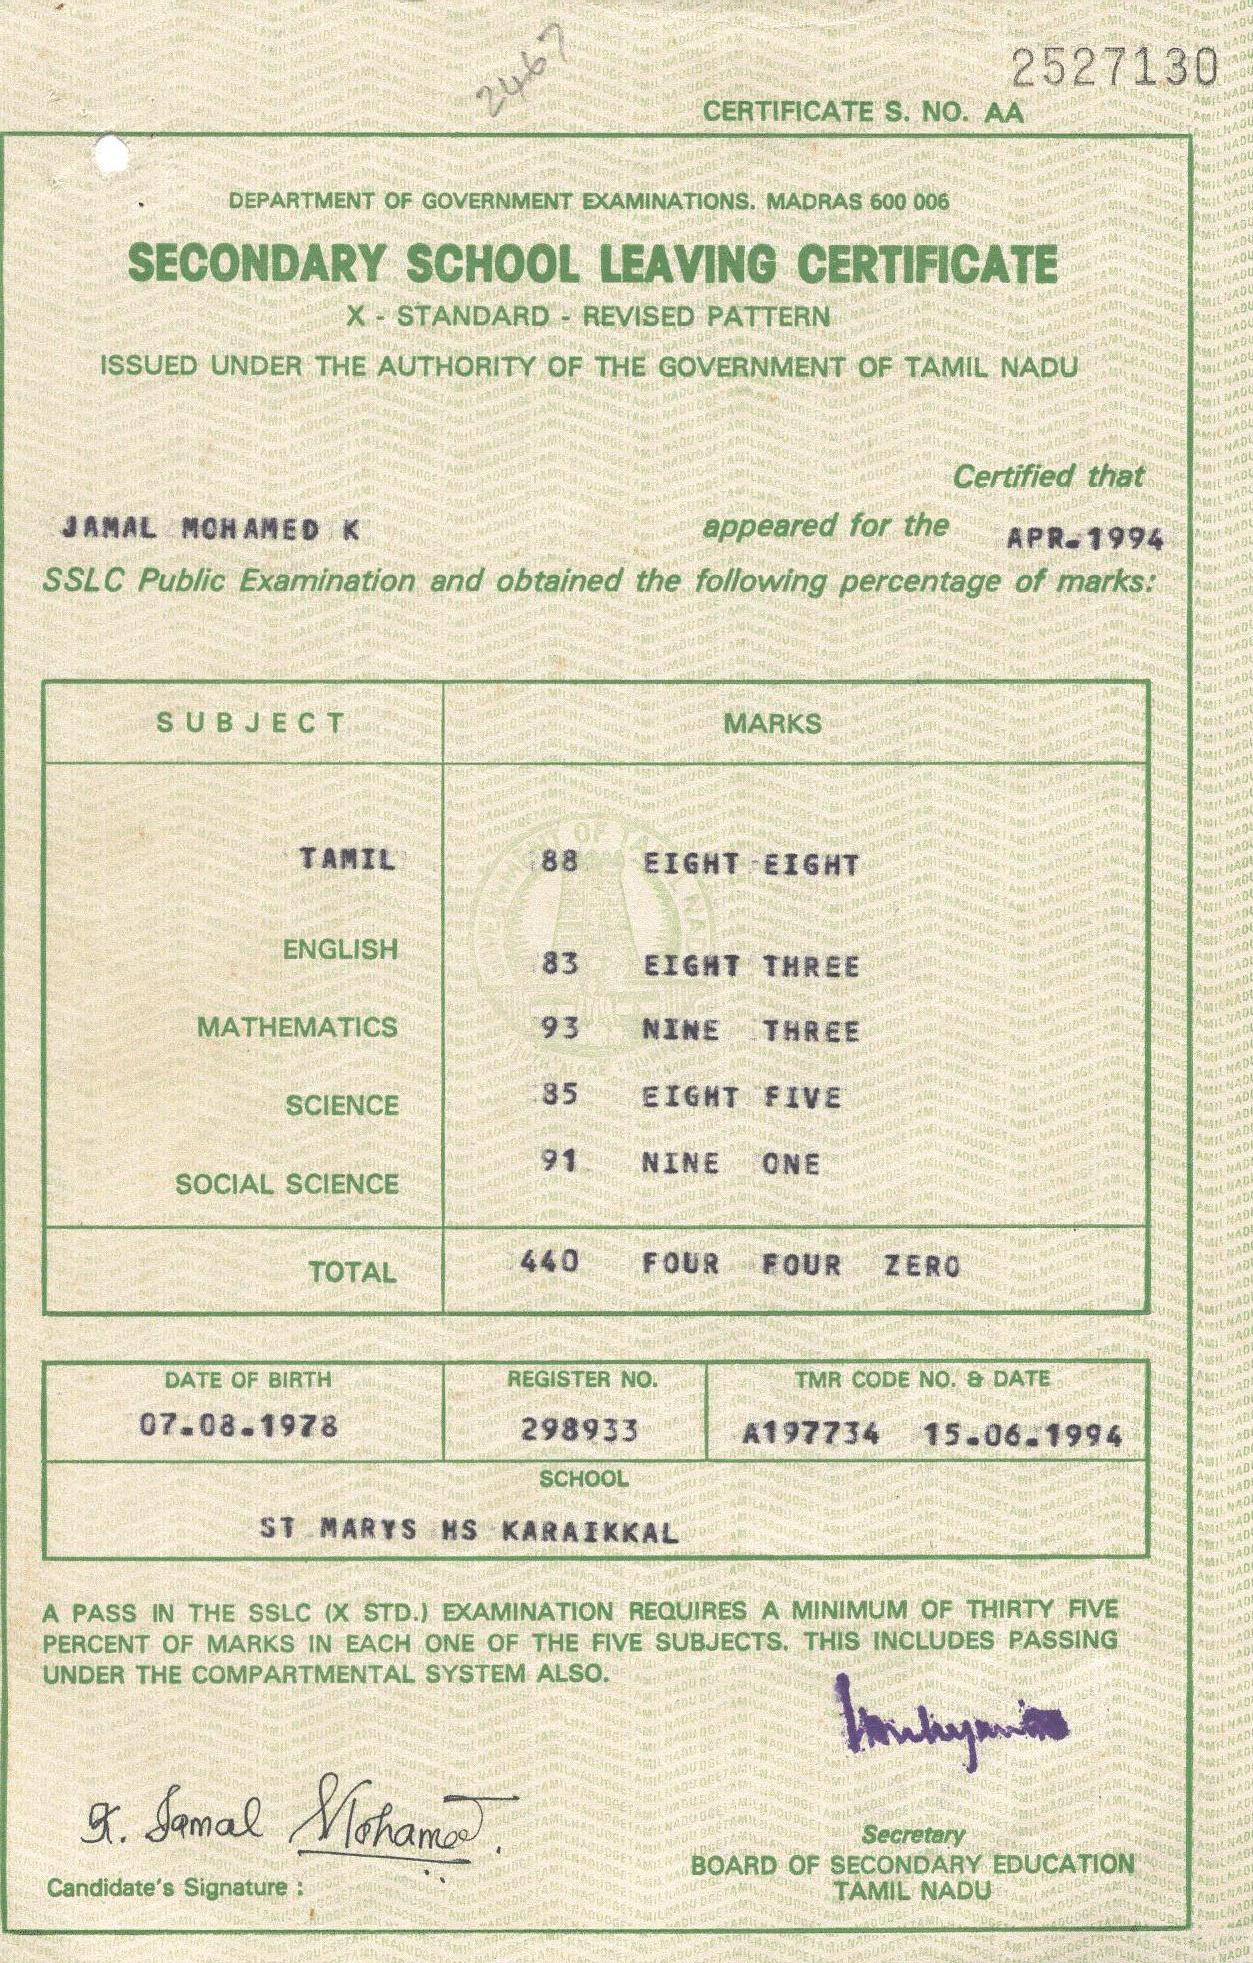 2467
2527130
CERTIFICATE S. NO. AA
DEPARTMENT OF GOVERNMENT EXAMINATIONS. MADRAS 600 006
SECONDARY SCHOOL LEAVING CERTIFICATE
X - STANDARD - REVISED PATTERN
ISSUED UNDER THE AUTHORITY OF THE GOVERNMENT OF TAMIL NADU
Certified that
JAMAL MOHAMED K appeared for the APR-1994
SSLC Public Examination and obtained the following percentage of marks:
SUBJECT MARKS
TAMIL 88 EIGHT EIGHT
ENGLISH 83 EIGHT THREE
MATHEMATICS 93 NINE THREE
SCIENCE 85 EIGHT FIVE
SOCIAL SCIENCE 91 NINE ONE
TOTAL 440 FOUR FOUR ZERO
DATE OF BIRTH REGISTER NO. TMR CODE NO. & DATE
07.08.1978 298933 A197734 15.06.1994
SCHOOL
ST MARYS HS KARAIKKAL
A PASS IN THE SSLC (X STD.) EXAMINATION REQUIRES A MINIMUM OF THIRTY FIVE
PERCENT OF MARKS IN EACH ONE OF THE FIVE SUBJECTS. THIS INCLUDES PASSING
UNDER THE COMPARTMENTAL SYSTEM ALSO.
K. Jamal Mohamed.
Candidate's Signature :
Secretary
BOARD OF SECONDARY EDUCATION
TAMIL NADU